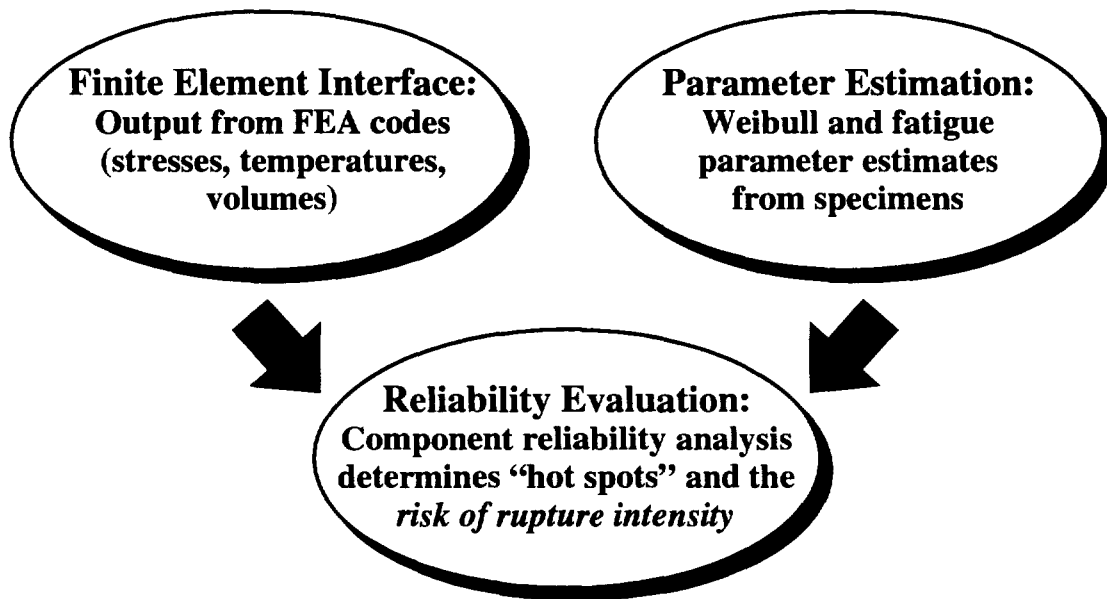 Finite Element Interface:
Output from FEA codes
(stresses, temperatures,
volumes)
Parameter Estimation:
Weibull and fatigue
parameter estimates
from specimens
Reliability Evaluation:
Component reliability analysis
determines “hot spots” and the
risk of rupture intensity